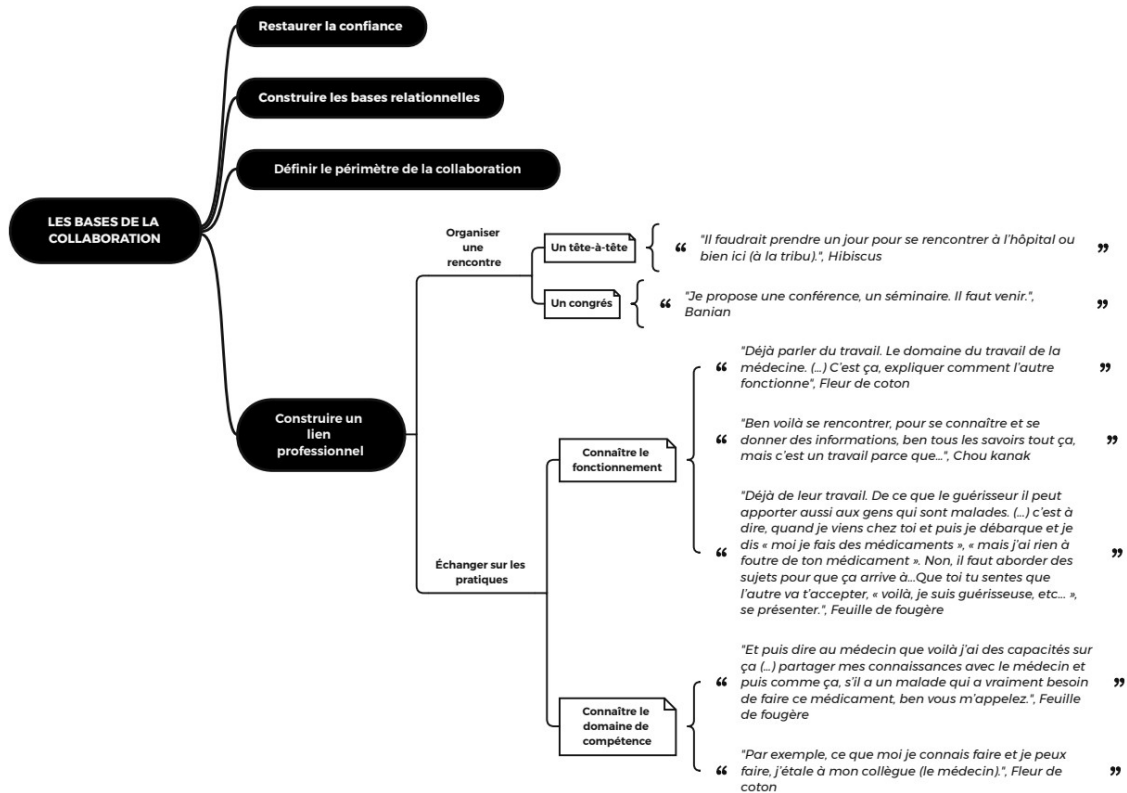 Restaurer la confiance
Construire les bases relationnelles
Définir le périmètre de la collaboration
LES BASES DE LA
COLLABORATION
Construire un
lien
professionnel
Organiser
une
rencontre
Un tête-à-tête
“ "Il faudrait prendre un jour pour se rencontrer à l'hôpital ou ”
bien ici (à la tribu).", Hibiscus
Un congrés
“ "Je propose une conférence, un séminaire. Il faut venir.", ”
Banian
Échanger sur les
pratiques
Connaître le
fonctionnement
"Déjà parler du travail. Le domaine du travail de la
“ médecine. (...) C'est ça, expliquer comment l'autre ”
fonctionne", Fleur de coton
"Ben voilà se rencontrer, pour se connaître et se
“ donner des informations, ben tous les savoirs tout ça, ”
mais c'est un travail parce que...", Chou kanak
"Déjà de leur travail. De ce que le guérisseur il peut
apporter aussi aux gens qui sont malades. (...) c'est à
dire, quand je viens chez toi et puis je débarque et je
dis « moi je fais des médicaments », « mais j'ai rien à
“ foutre de ton médicament ». Non, il faut aborder des ”
sujets pour que ça arrive à...Que toi tu sentes que
l'autre va t'accepter, « voilà, je suis guérisseuse, etc... »,
se présenter.", Feuille de fougère
Connaître le
domaine de
compétence
"Et puis dire au médecin que voilà j'ai des capacités sur
ça (...) partager mes connaissances avec le médecin et
“ puis comme ça, s'il a un malade qui a vraiment besoin ”
de faire ce médicament, ben vous m'appelez.", Feuille
de fougère
"Par exemple, ce que moi je connais faire et je peux
“ faire, j'étale à mon collègue (le médecin).", Fleur de ”
coton